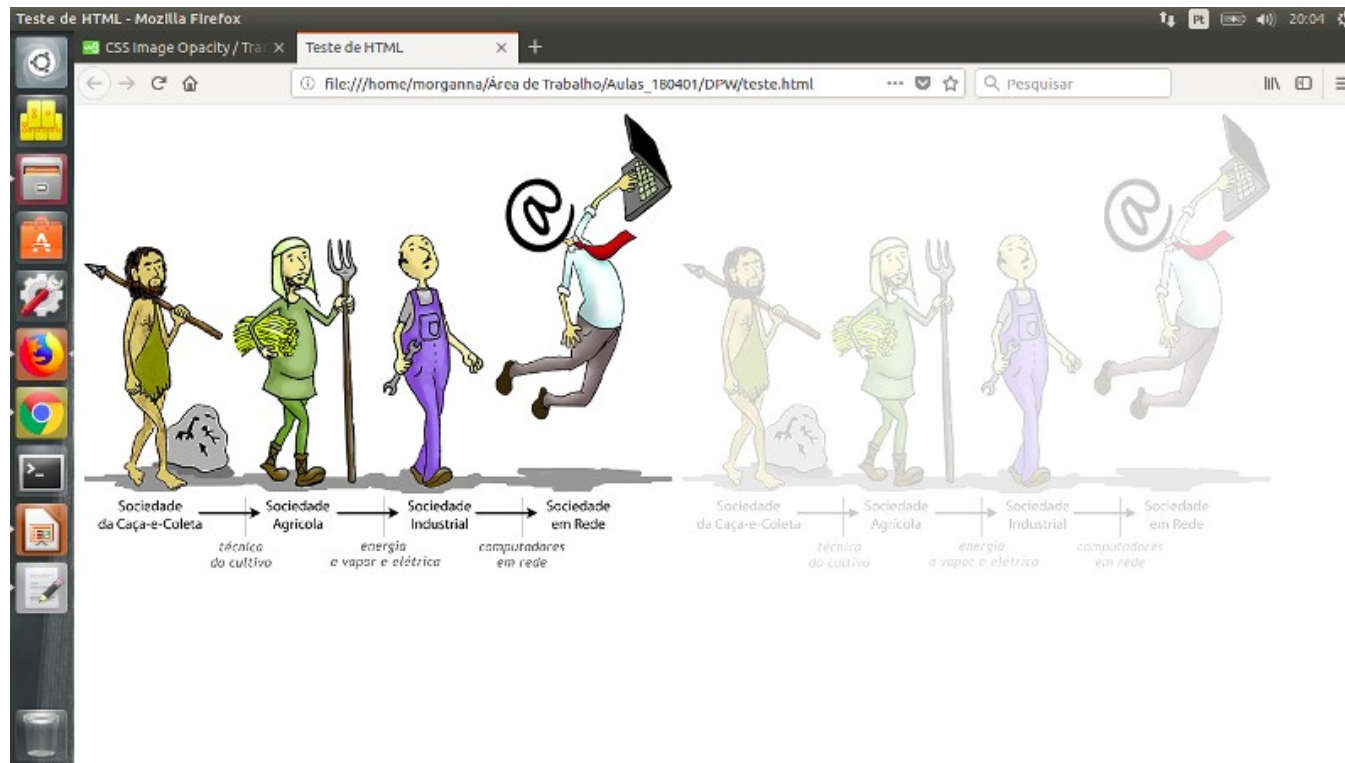 Teste de HTML - Mozilla Firefox
Pt
20:04
CSS Image Opacity / Tra
Teste de HTML
file:///home/morganna/Área de Trabalho/Aulas_180401/DPW/teste.html
Pesquisar
@
@
Sociedade da Caça-e-Coleta
Sociedade Agrícola
Sociedade Industrial
Sociedade em Rede
técnica do cultivo
energia a vapor e elétrica
computadores em rede
Sociedade da Caça-e-Coleta
Sociedade Agrícola
Sociedade Industrial
Sociedade em Rede
técnica do cultivo
energia a vapor e elétrica
computadores em rede